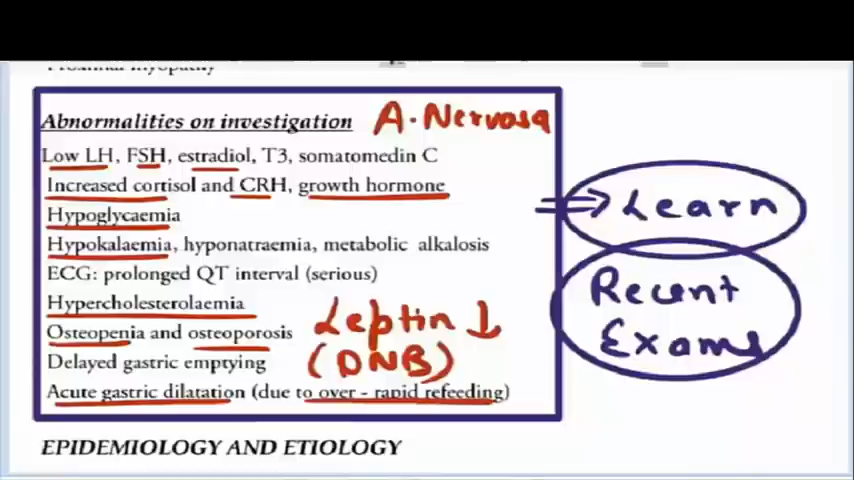 Proximal myopathy
Abnormalities on investigation A. Nervosa
Low LH, FSH, estradiol, T3, somatomedin C
Increased cortisol and CRH, growth hormone
Hypoglycaemia
Hypokalaemia, hyponatraemia, metabolic alkalosis
ECG: prolonged QT interval (serious)
Hypercholesterolaemia
Osteopenia and osteoporosis
Leptin ↓
(DNB)
Delayed gastric emptying
Acute gastric dilatation (due to over - rapid refeeding)
⇒ Learn
Recent
Exams
EPIDEMIOLOGY AND ETIOLOGY